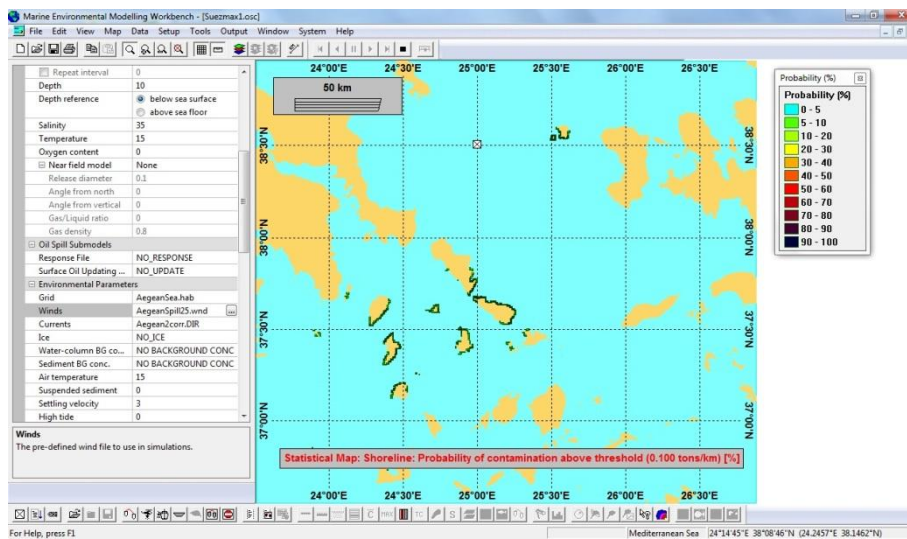 Marine Environmental Modelling Workbench - [Suezmax1.osc]
File Edit View Map Data Setup Tools Output Window System Help
Repeat interval 0
Depth 10
Depth reference below sea surface
above sea floor
Salinity 35
Temperature 15
Oxygen content 0
Near field model None
Release diameter 0.1
Angle from north 0
Angle from vertical 0
Gas/Liquid ratio 0
Gas density 0.8
Oil Spill Submodels
Response File NO_RESPONSE
Surface Oil Updating ... NO_UPDATE
Environmental Parameters
Grid AegeanSea.hab
Winds AegeanSpill25.wnd ...
Currents Aegean2corr.DIR
Ice NO_ICE
Water-column BG co... NO BACKGROUND CONC
Sediment BG conc. NO BACKGROUND CONC
Air temperature 15
Suspended sediment 0
Settling velocity 3
High tide 0
Winds
The pre-defined wind file to use in simulations.
24°00'E 24°30'E 25°00'E 25°30'E 26°00'E 26°30'E
50 km
38°30'N 38°30'N
38°00'N 38°00'N
37°30'N 37°30'N
37°00'N 37°00'N
Statistical Map: Shoreline: Probability of contamination above threshold (0.100 tons/km) [%]
24°00'E 24°30'E 25°00'E 25°30'E 26°00'E 26°30'E
Probability (%)
Probability (%)
0 - 5
5 - 10
10 - 20
20 - 30
30 - 40
40 - 50
50 - 60
60 - 70
70 - 80
80 - 90
90 - 100
For Help, press F1
Mediterranean Sea 24°14'45"E 38°08'46"N (24.2457°E 38.1462°N)